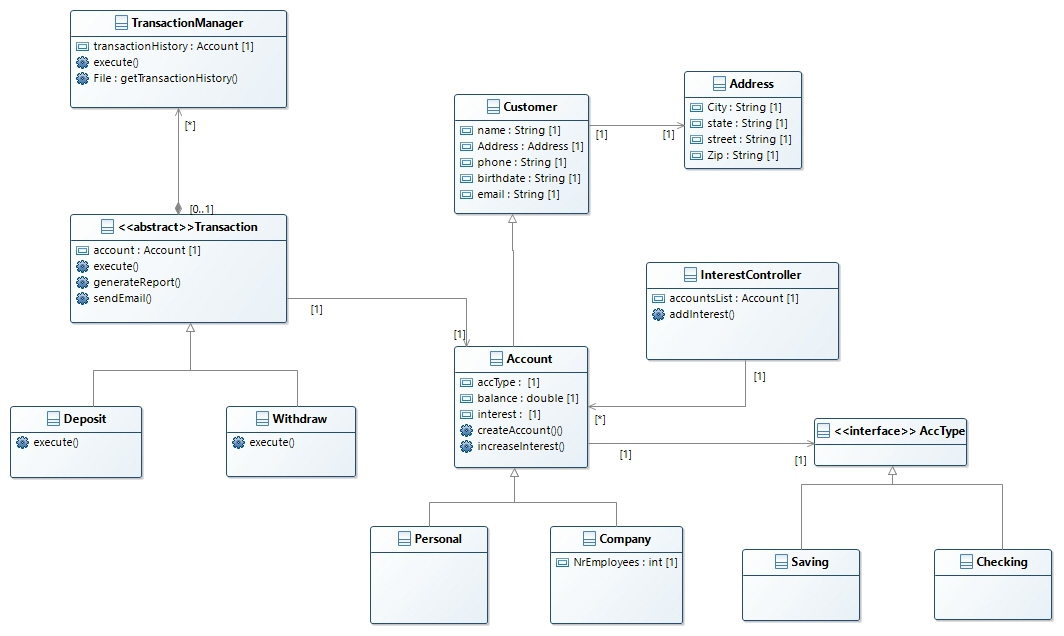 TransactionManager
transactionHistory : Account [1]
execute()
File : getTransactionHistory()
[*]
[0..1]
<<abstract>>Transaction
account : Account [1]
execute()
generateReport()
sendEmail()
[1]
[1]
Deposit
execute()
Withdraw
execute()
Customer
name : String [1]
Address : Address [1]
phone : String [1]
birthdate : String [1]
email : String [1]
[1]
[1]
Address
City : String [1]
state : String [1]
street : String [1]
Zip : String [1]
InterestController
accountsList : Account [1]
addInterest()
[1]
[*]
Account
accType :  [1]
balance : double [1]
interest :  [1]
createAccount()()
increaseInterest()
[1]
[1]
<<interface>> AccType
Personal
Company
NrEmployees : int [1]
Saving
Checking